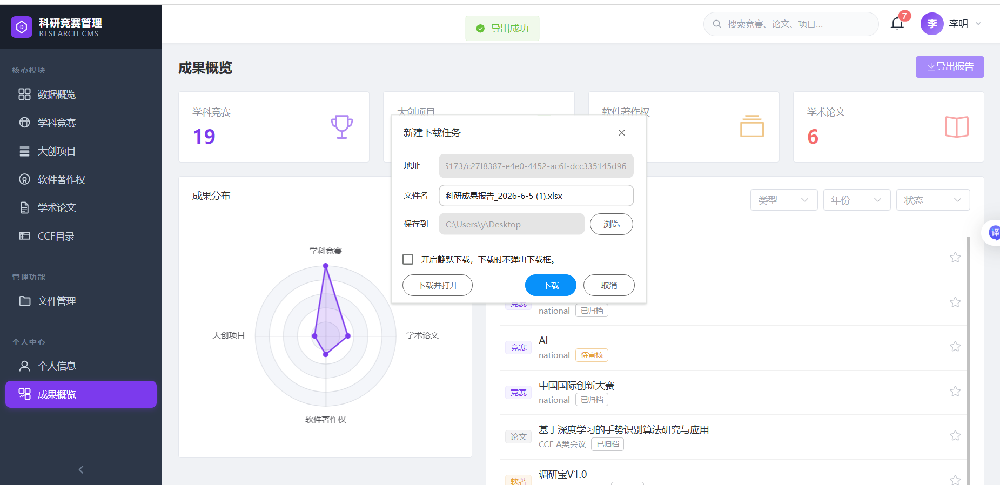 科研竞赛管理
RESEARCH CMS
导出成功
搜索竞赛、论文、项目...
7
李
李明
核心模块
数据概览
学科竞赛
大创项目
软件著作权
学术论文
CCF目录
管理功能
文件管理
个人中心
个人信息
成果概览
成果概览
导出报告
学科竞赛
19
大创项目
软件著作权
学术论文
6
新建下载任务
地址
5173/c27f8387-e4e0-4452-ac6f-dcc335145d96
文件名
科研成果报告_2026-6-5 (1).xlsx
保存到
C:\Users\y\Desktop
浏览
开启静默下载，下载时不弹出下载框。
下载并打开
下载
取消
成果分布
类型
年份
状态
译
学科竞赛
大创项目
学术论文
软件著作权
竞赛
national
已归档
竞赛
AI
national
待审核
竞赛
中国国际创新大赛
national
已归档
论文
基于深度学习的手势识别算法研究与应用
CCF A类会议
已归档
软著
调研宝V1.0